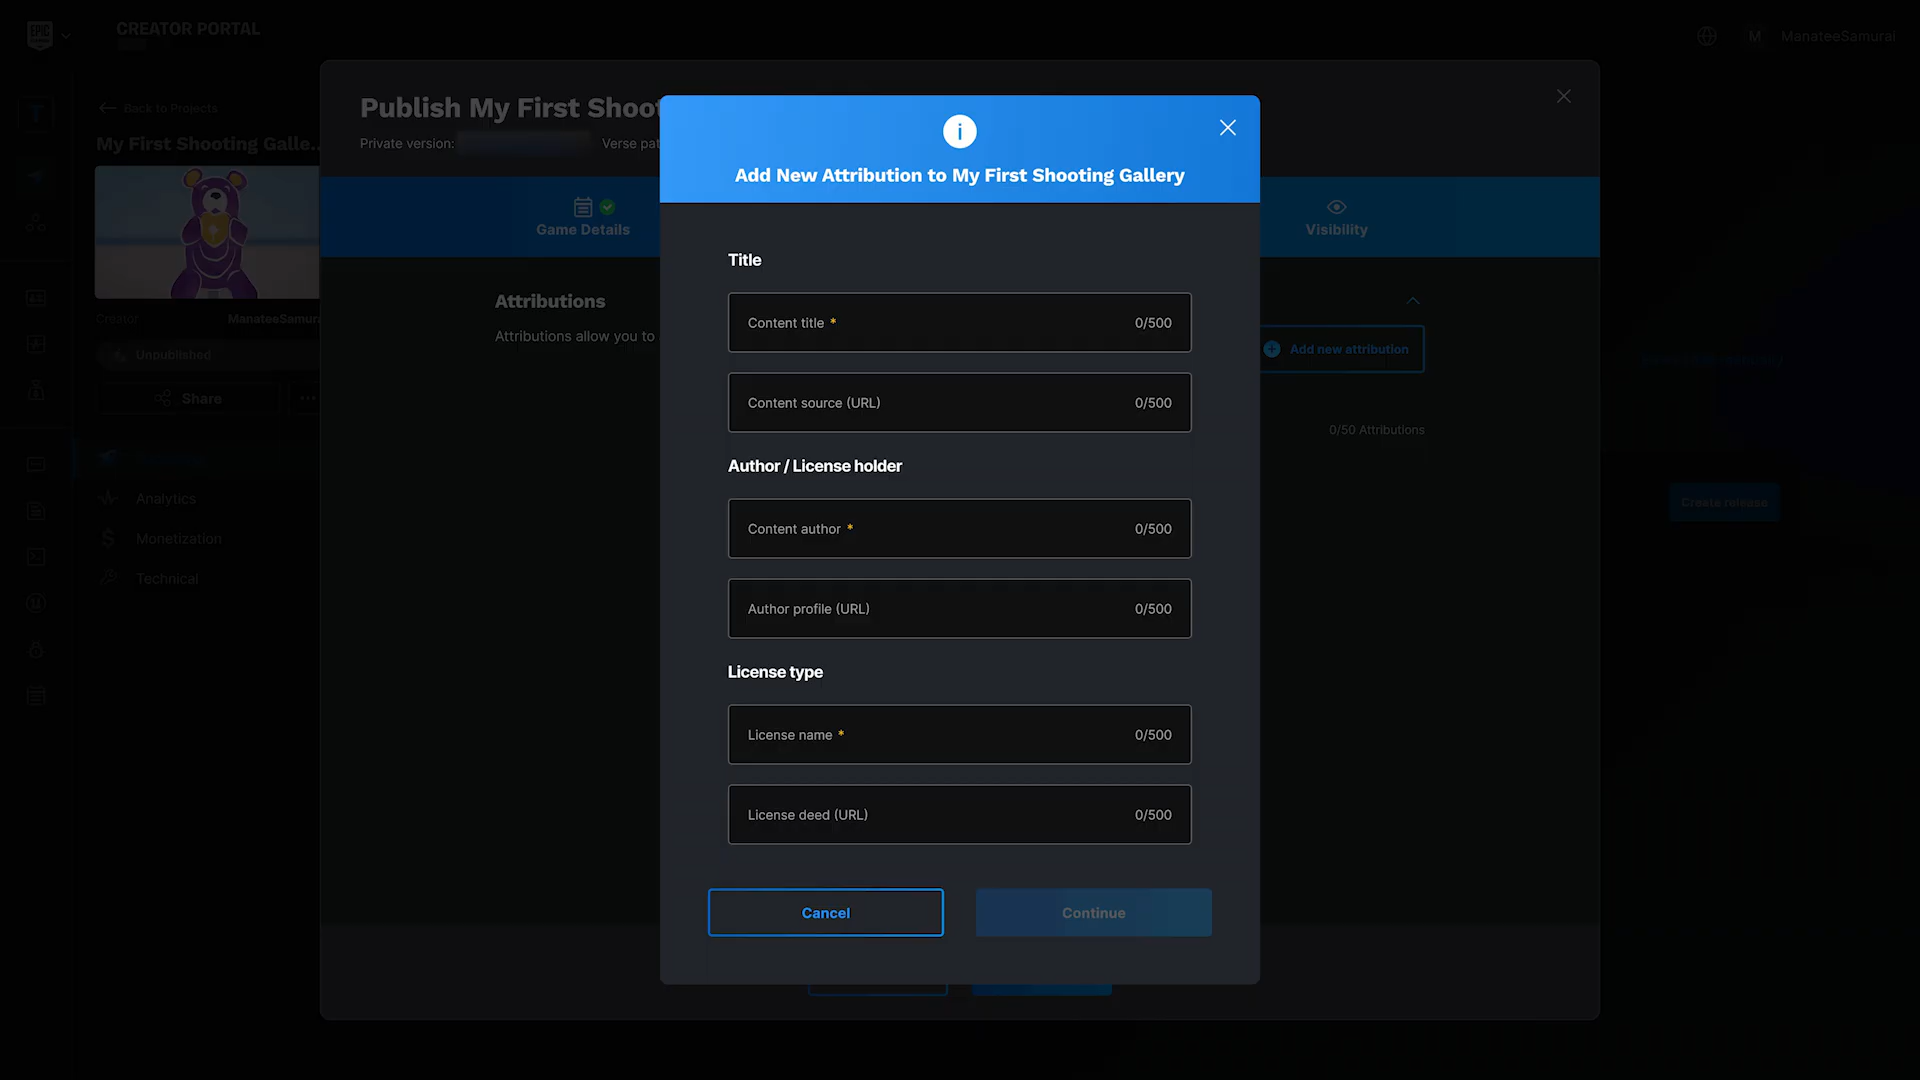 EPIC
CREATOR PORTAL
M
ManateeSamurai
Back to Projects
My First Shooting Galle...
Creator
ManateeSamura
Unpublished
Share
Analytics
Monetization
Technical
Publish My First Shoot
Private version:
Verse pat
Game Details
Visibility
Attributions
Attributions allow you to
Add new attribution
0/50 Attributions
Create release
Add New Attribution to My First Shooting Gallery
Title
Content title *
0/500
Content source (URL)
0/500
Author / License holder
Content author *
0/500
Author profile (URL)
0/500
License type
License name *
0/500
License deed (URL)
0/500
Cancel
Continue